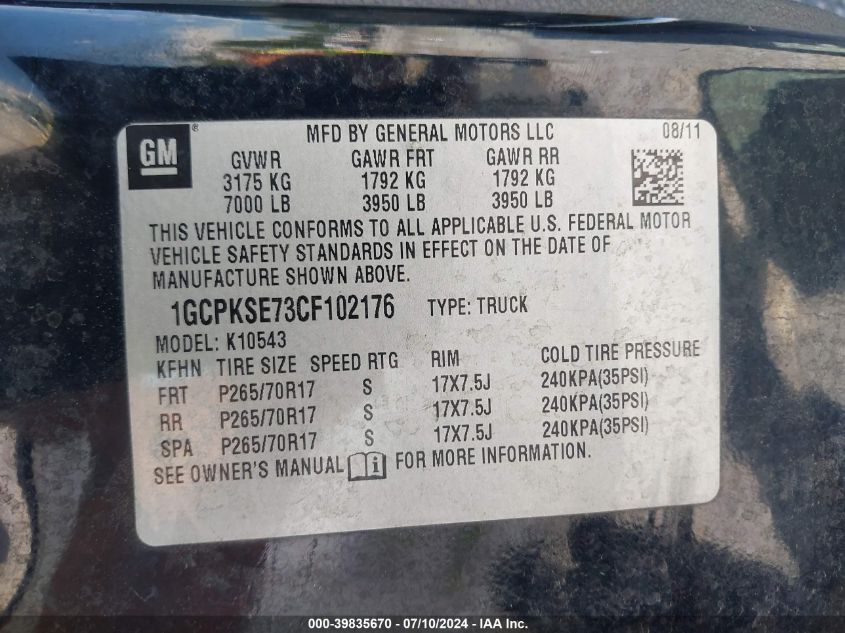 GM ® MFD BY GENERAL MOTORS LLC 08/11
GVWR GAWR FRT GAWR RR
3175 KG 1792 KG 1792 KG
7000 LB 3950 LB 3950 LB
THIS VEHICLE CONFORMS TO ALL APPLICABLE U.S. FEDERAL MOTOR
VEHICLE SAFETY STANDARDS IN EFFECT ON THE DATE OF
MANUFACTURE SHOWN ABOVE.
1GCPKSE73CF102176 TYPE: TRUCK
MODEL: K10543
KFHN TIRE SIZE SPEED RTG RIM COLD TIRE PRESSURE
FRT P265/70R17 S 17X7.5J 240KPA(35PSI)
RR P265/70R17 S 17X7.5J 240KPA(35PSI)
SPA P265/70R17 S 17X7.5J 240KPA(35PSI)
SEE OWNER'S MANUAL FOR MORE INFORMATION.
000-39835670 - 07/10/2024 - IAAI, Inc.